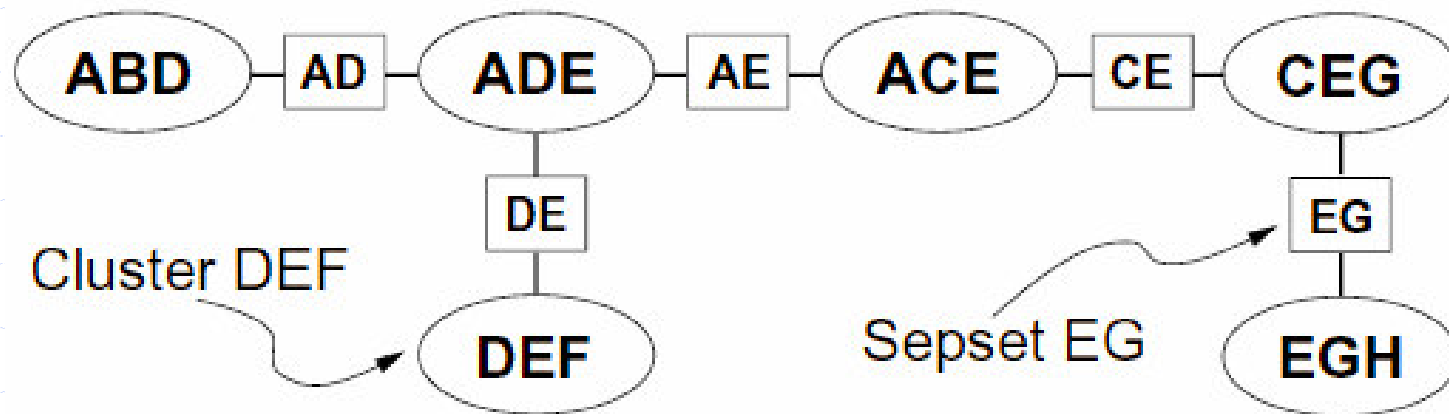 ABD AD ADE AE ACE CE CEG
DE EG
Cluster DEF
Sepset EG
DEF EGH